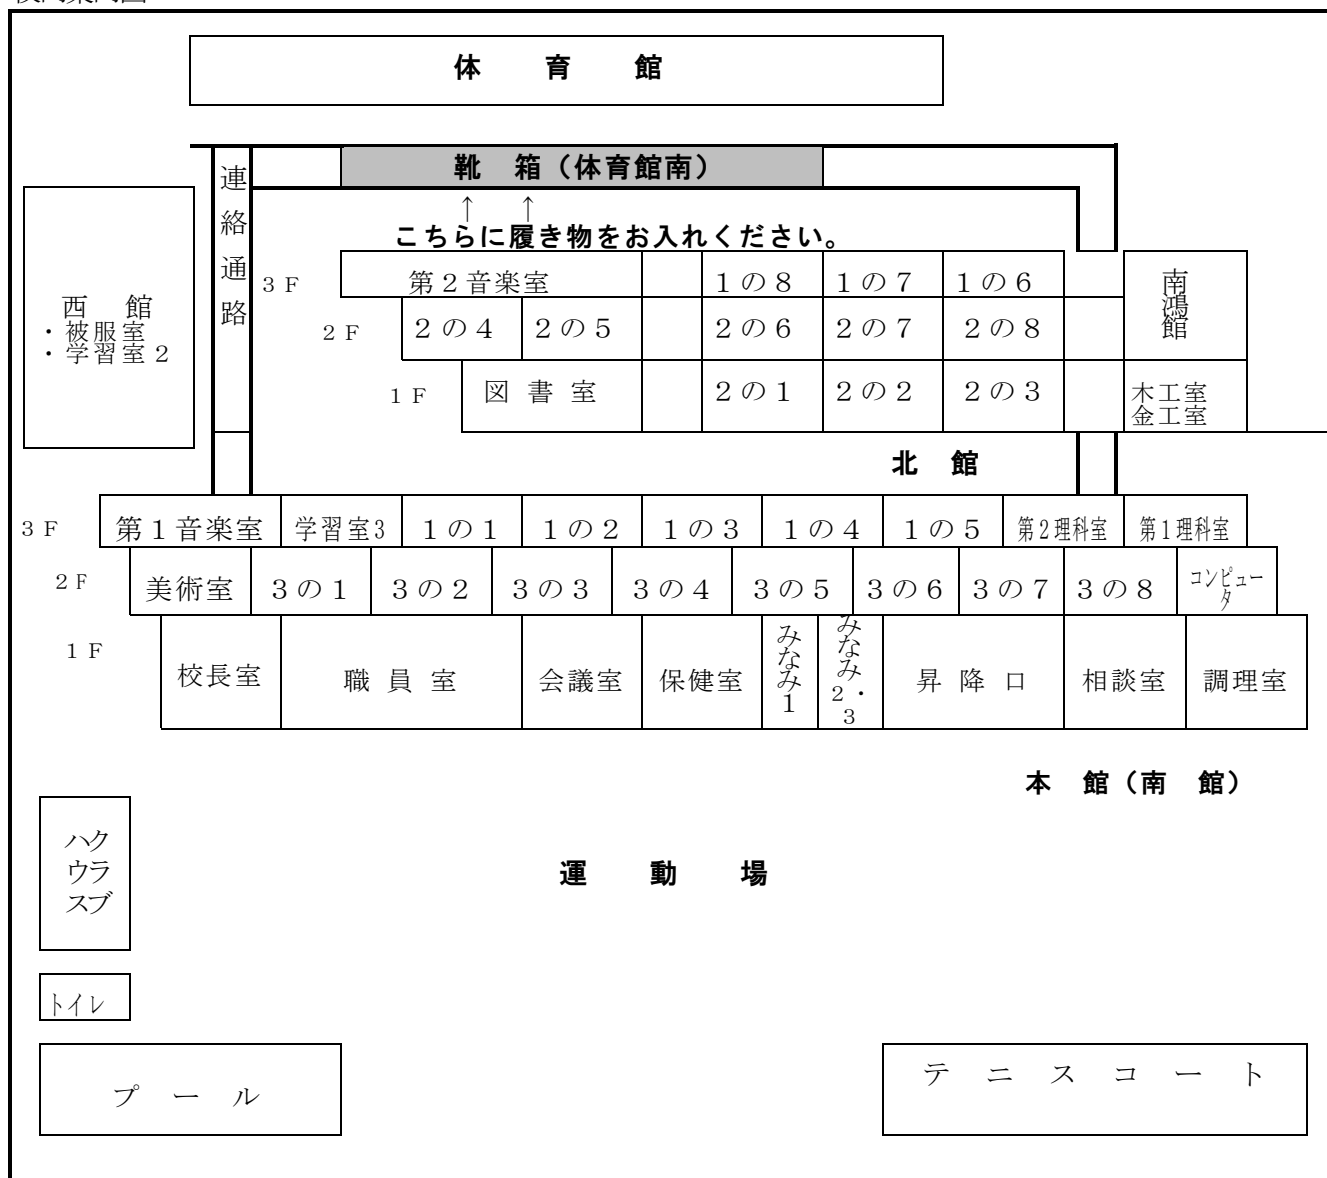 体 育 館
連絡通路
靴 箱（体育館南）
↑ ↑
こちらに履き物をお入れください。
西 館
・被服室
・学習室2
3F 第2音楽室 1の8 1の7 1の6 南鴻館
2F 2の4 2の5 2の6 2の7 2の8
1F 図書室 2の1 2の2 2の3 木工室
金工室
北 館
3F 第1音楽室 学習室3 1の1 1の2 1の3 1の4 1の5 第2理科室 第1理科室
2F 美術室 3の1 3の2 3の3 3の4 3の5 3の6 3の7 3の8 コンピュータ
1F 校長室 職員室 会議室 保健室 みなみ1 みなみ2・3 昇降口 相談室 調理室
本 館（南 館）
クラブ
ハウス
運 動 場
トイレ
プール
テニスコート